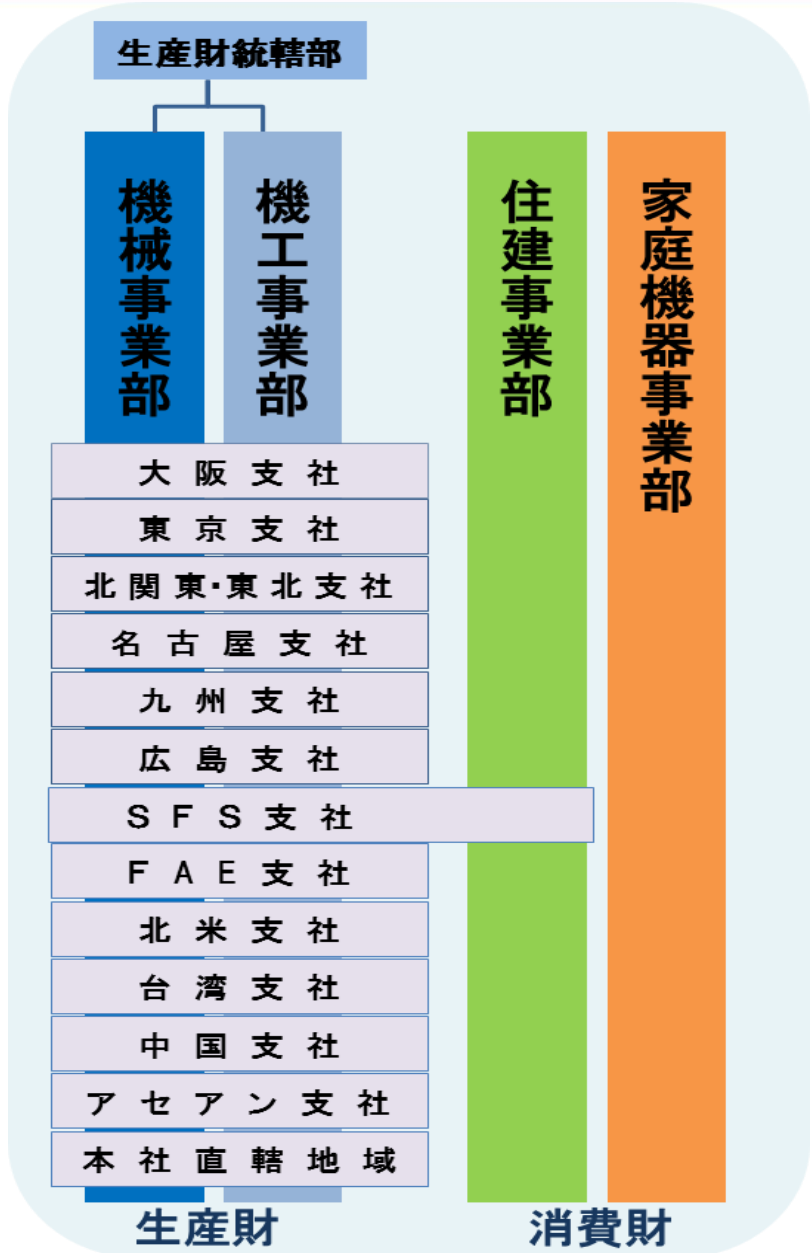 生産財統轄部
機械事業部
機工事業部
住建事業部
家庭機器事業部
大阪支社
東京支社
北関東・東北支社
名古屋支社
九州支社
広島支社
SFS支社
FAE支社
北米支社
台湾支社
中国支社
アセアン支社
本社直轄地域
生産財
消費財